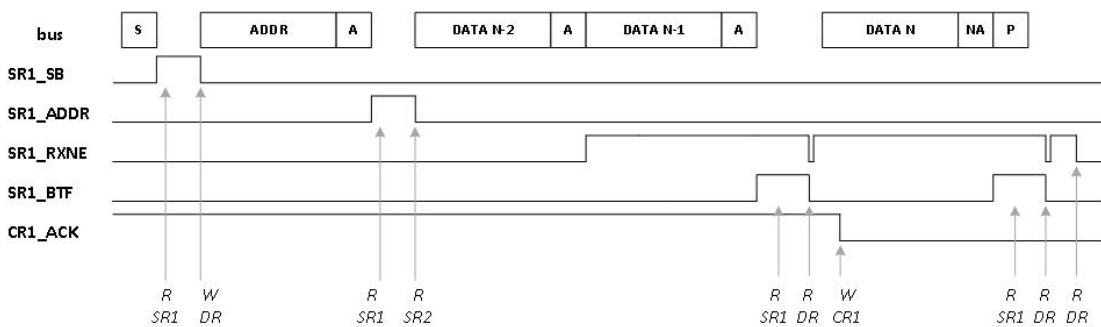 bus S ADDR A DATA N-2 A DATA N-1 A DATA N NA P
SR1_SB
SR1_ADDR
SR1_RXNE
SR1_BTF
CR1_ACK
R W R R R R W R R R
SR1 DR SR1 SR2 SR1 DR CR1 SR1 DR DR